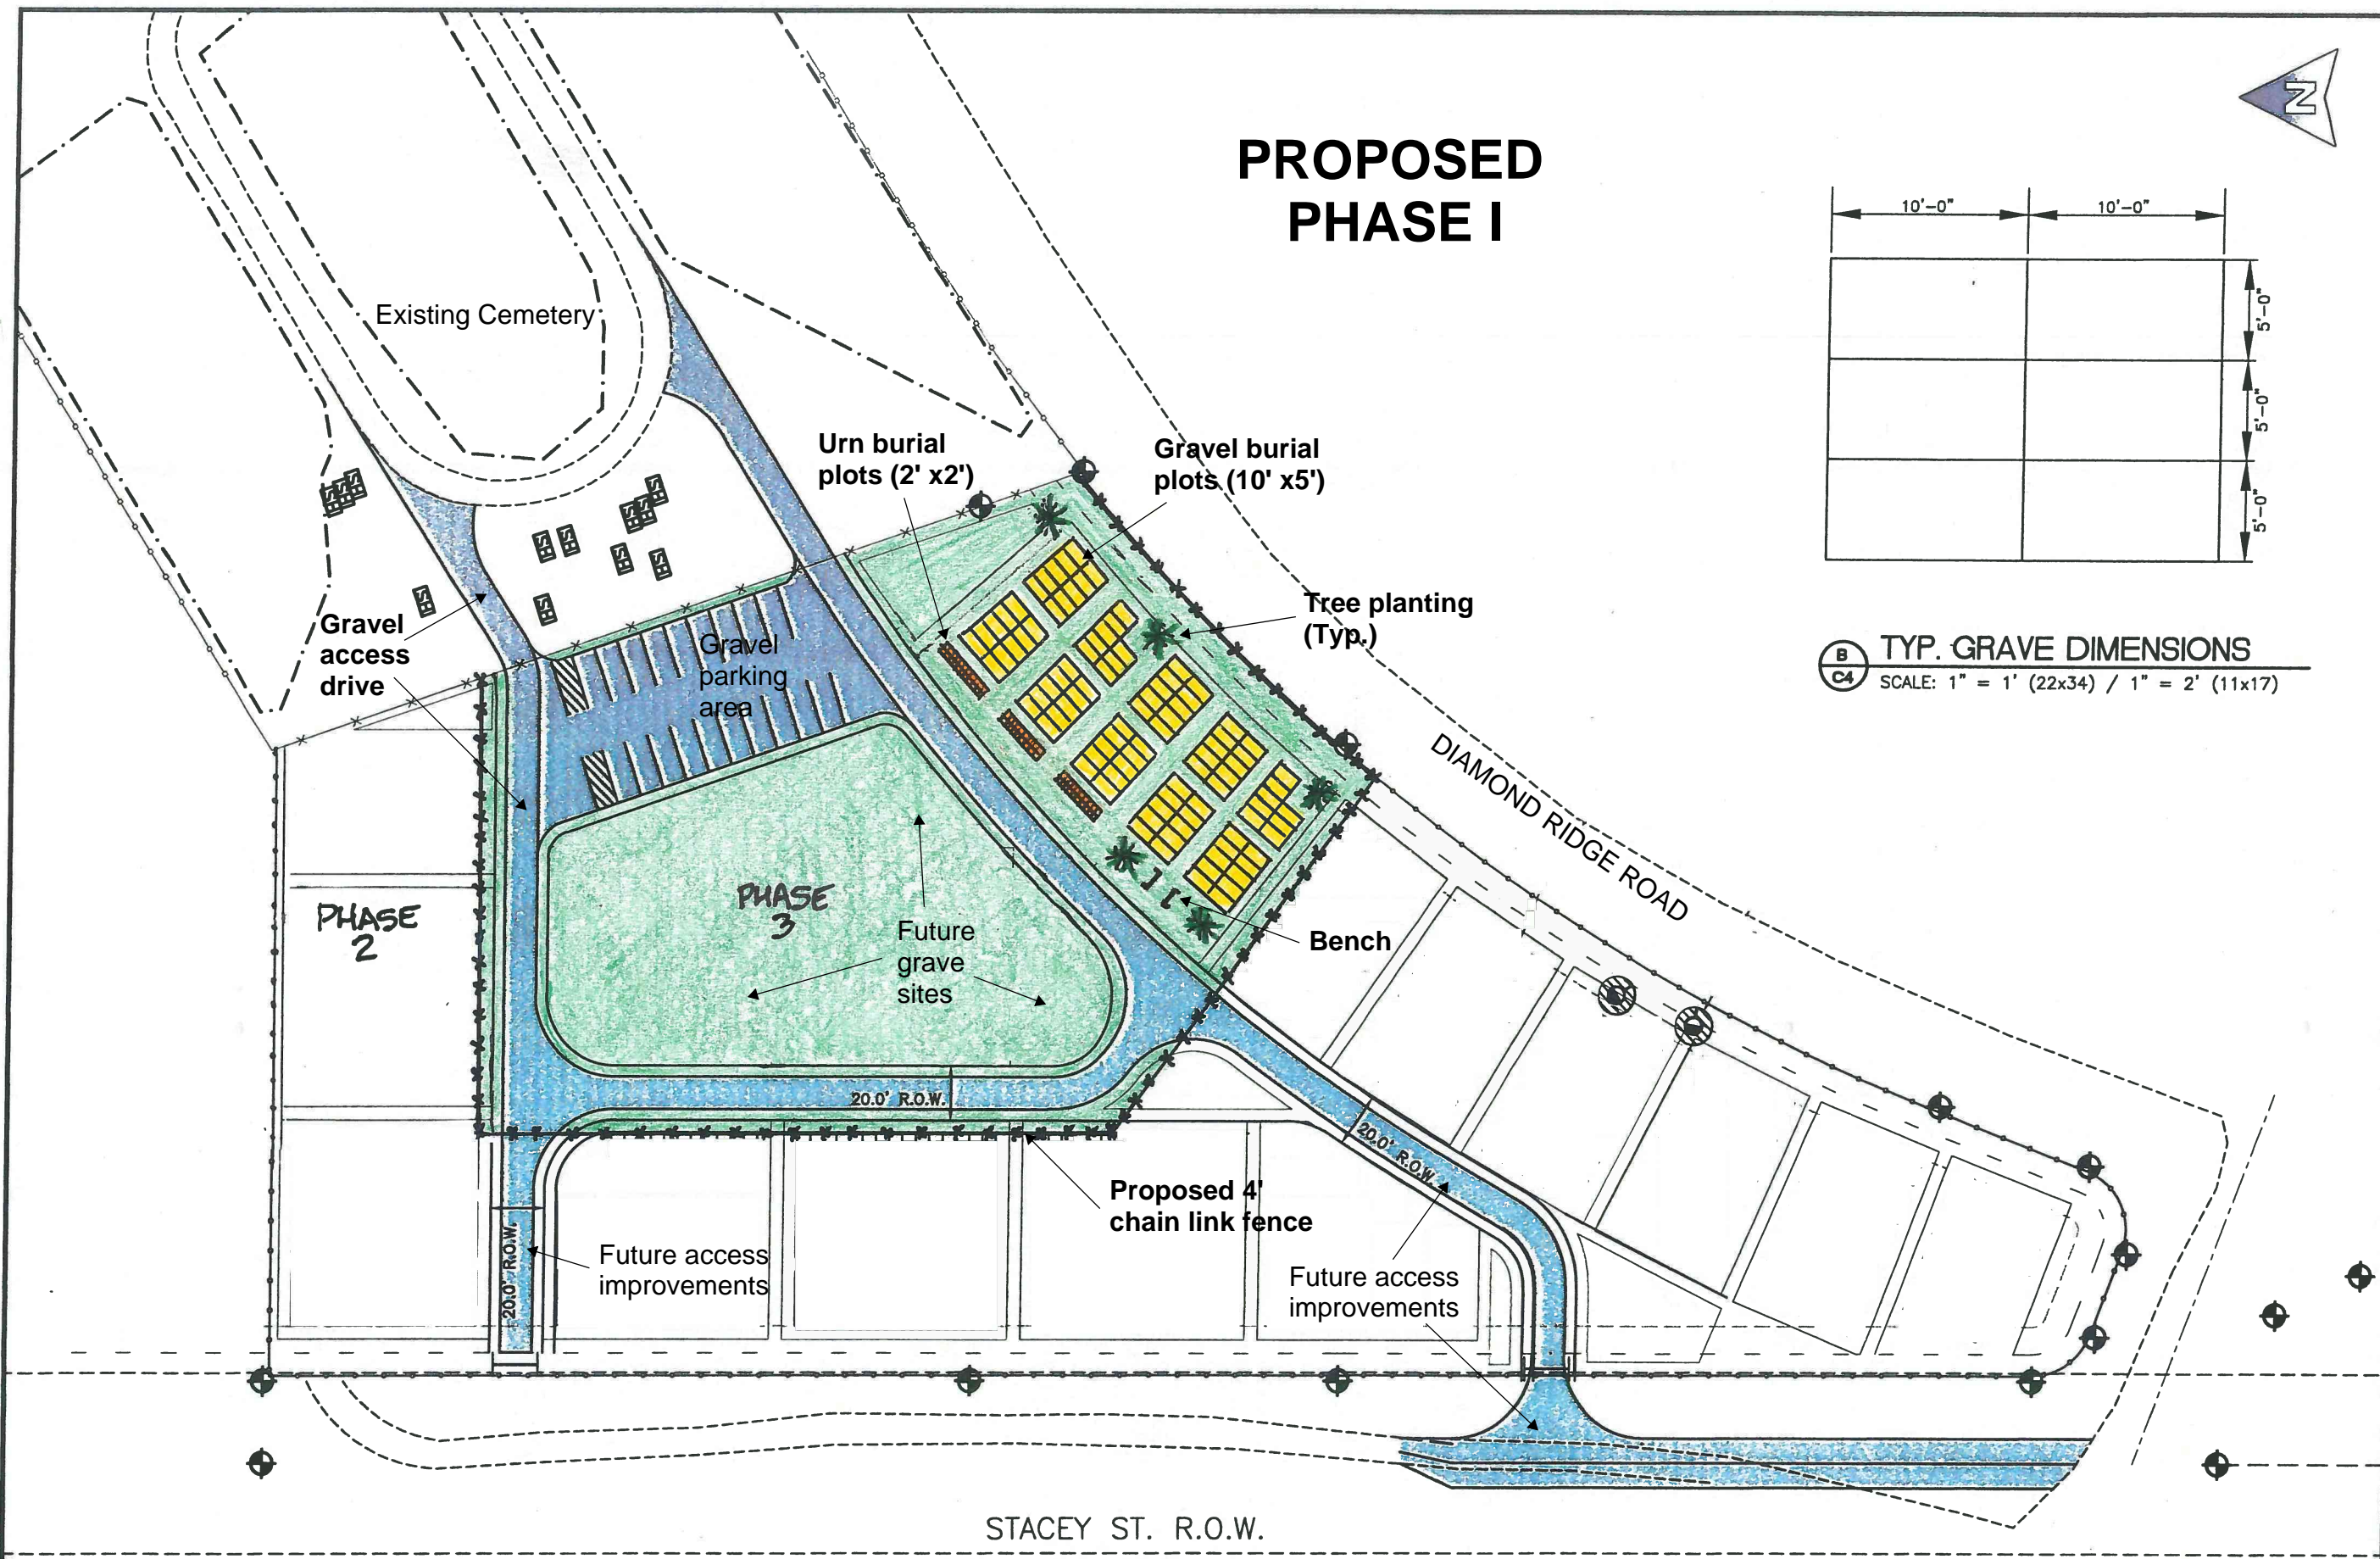 N
PROPOSED
PHASE I
10'-0"
10'-0"
5'-0"
5'-0"
5'-0"
B
C4
TYP. GRAVE DIMENSIONS
SCALE: 1" = 1' (22x34) / 1" = 2' (11x17)
Existing Cemetery
Urn burial
plots (2' x2')
Gravel burial
plots (10' x5')
Tree planting
(Typ.)
Gravel
access
drive
Gravel
parking
area
DIAMOND RIDGE ROAD
PHASE
2
PHASE
3
Future
grave
sites
Bench
20.0' R.O.W.
20.0' R.O.W.
20.0' R.O.W.
Proposed 4'
chain link fence
Future access
improvements
Future access
improvements
STACEY ST. R.O.W.